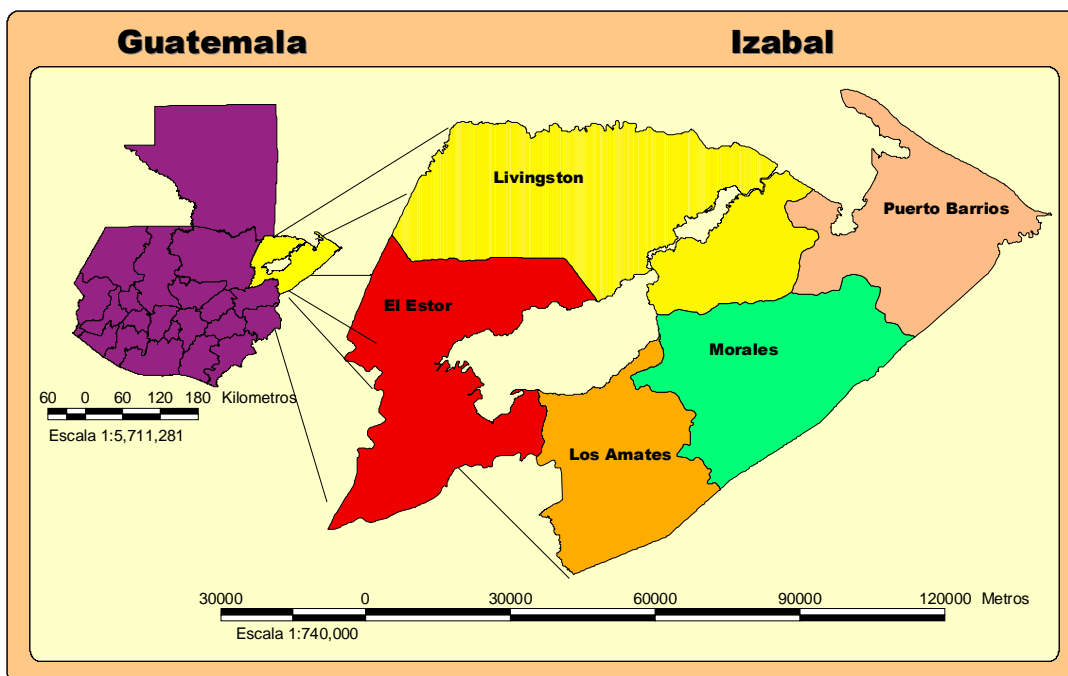 Guatemala
Izabal
Livingston
Puerto Barrios
El Estor
Morales
Los Amates
60 0 60 120 180 Kilometros
Escala 1:5,711,281
30000 0 30000 60000 90000 120000 Metros
Escala 1:740,000